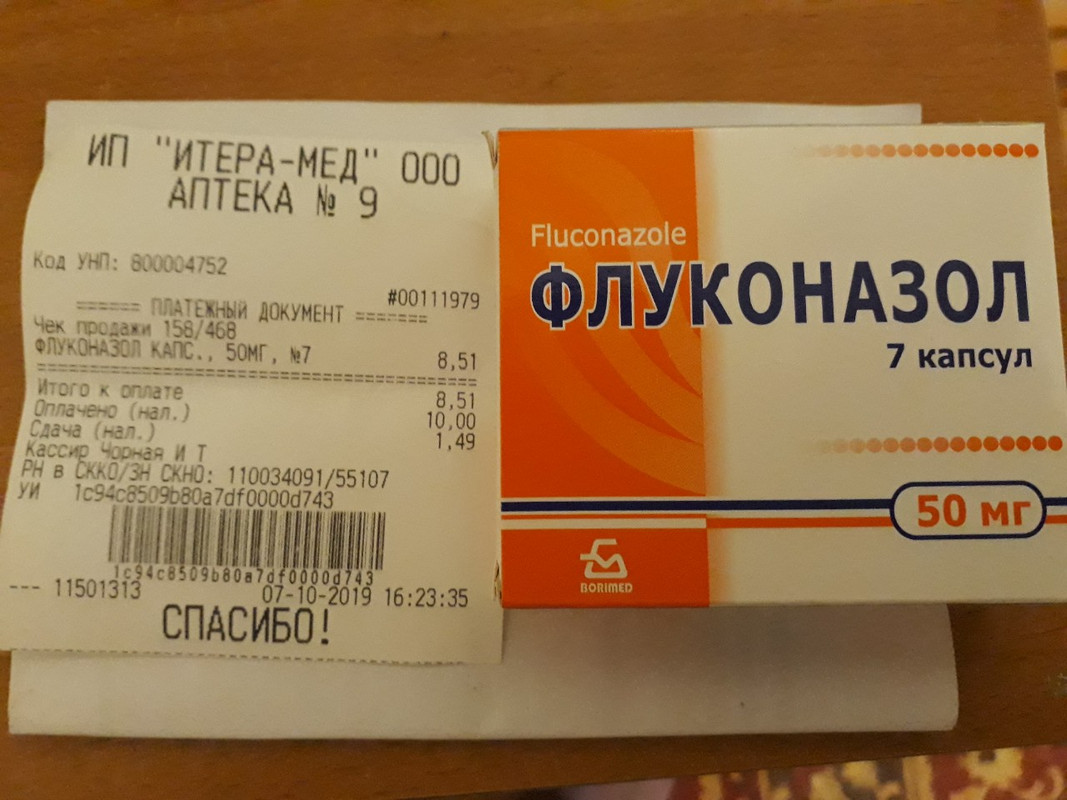 ИП "ИТЕРА-МЕД" ООО
АПТЕКА № 9
Код УНП: 800004752
#00111979
====== ПЛАТЕЖНЫЙ ДОКУМЕНТ =======
Чек продажи 158/468
ФЛУКОНАЗОЛ КАПС., 50МГ, №7 8,51
Итого к оплате 8,51
Оплачено (нал.) 10,00
Сдача (нал.) 1,49
Кассир Чорная И Т
РН в СККО/ЗН СКНО: 110034091/55107
УИ 1c94c8509b80a7df0000d743
1c94c8509b80a7df0000d743
--- 11501313 07-10-2019 16:23:35
СПАСИБО!
Fluconazole
ФЛУКОНАЗОЛ
7 капсул
50 мг
BORIMED